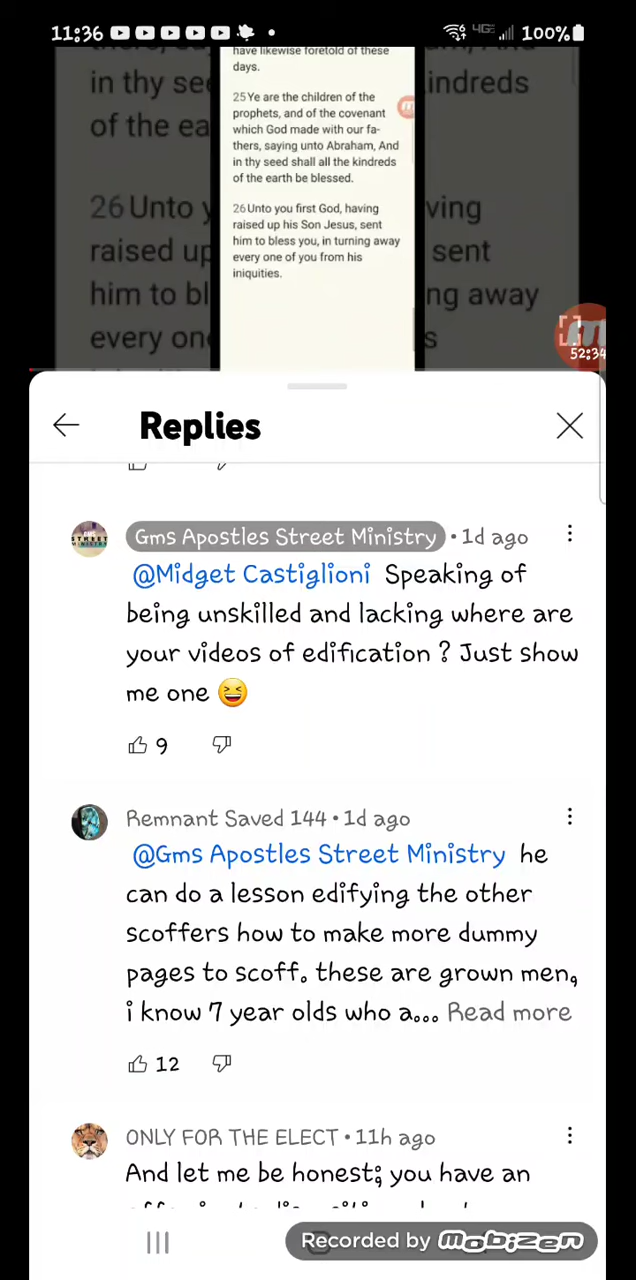 11:36
4GE 100%
there,
in thy see
of the ea
26 Unto y
raised up
him to bl
every one
have likewise foretold of these
days.
25 Ye are the children of the
prophets, and of the covenant
which God made with our fa-
thers, saying unto Abraham, And
in thy seed shall all the kindreds
of the earth be blessed.
26 Unto you first God, having
raised up his Son Jesus, sent
him to bless you, in turning away
every one of you from his
iniquities.
indreds
ving
sent
ng away
s
52:34
Replies
Gms Apostles Street Ministry • 1d ago
@Midget Castiglioni Speaking of
being unskilled and lacking where are
your videos of edification ? Just show
me one 😆
9
Remnant Saved 144 • 1d ago
@Gms Apostles Street Ministry he
can do a lesson edifying the other
scoffers how to make more dummy
pages to scoff. these are grown men,
i know 7 year olds who a... Read more
12
ONLY FOR THE ELECT • 11h ago
And let me be honest; you have an
Recorded by mobizen